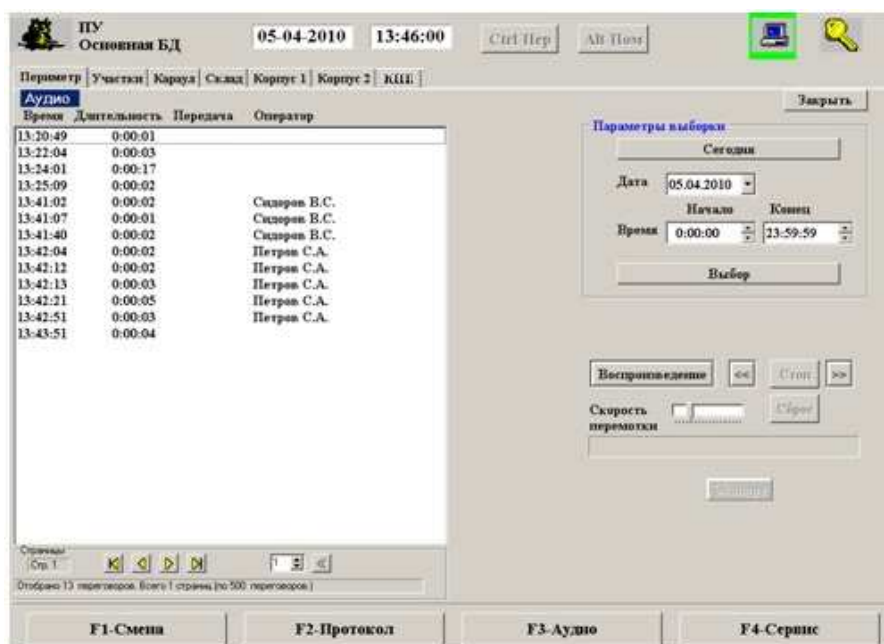 ПУ
Основная БД
05-04-2010 13:46:00 Ctrl Пер Alt Пом
Периметр Участки Караул Склад Корпус 1 Корпус 2 КПП
Аудио
Закрыть
Время Длительность Передача Оператор
13:20:49 0:00:01
13:22:04 0:00:03
13:24:01 0:00:17
13:25:09 0:00:02
13:41:02 0:00:02 Сидоров В.С.
13:41:07 0:00:01 Сидоров В.С.
13:41:40 0:00:02 Сидоров В.С.
13:42:04 0:00:02 Петров С.А.
13:42:12 0:00:02 Петров С.А.
13:42:13 0:00:03 Петров С.А.
13:42:21 0:00:05 Петров С.А.
13:42:51 0:00:03 Петров С.А.
13:43:51 0:00:04
Параметры выборки
Сегодня
Дата 05.04.2010
Начало Конец
Время 0:00:00 23:59:59
Выбор
Воспроизведение << Стоп >>
Скорость перемотки Сброс
Страницы
Стр. 1 1
Отобрано 13 переговоров. Всего 1 страниц (по 500 переговоров.)
F1-Смена F2-Протокол F3-Аудио F4-Сервис